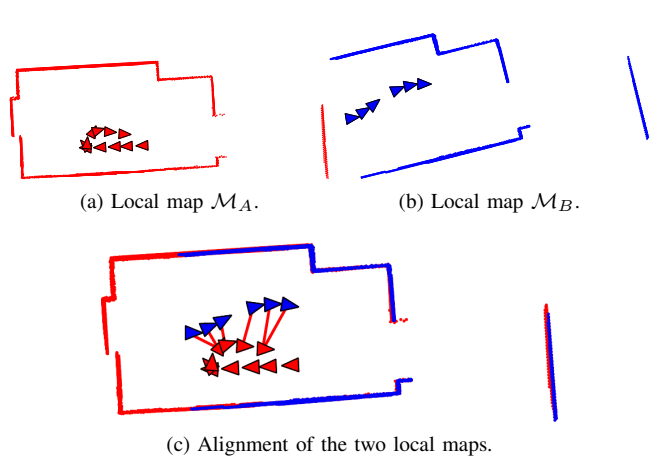 (a) Local map $\mathcal{M}_A$.
(b) Local map $\mathcal{M}_B$.
(c) Alignment of the two local maps.